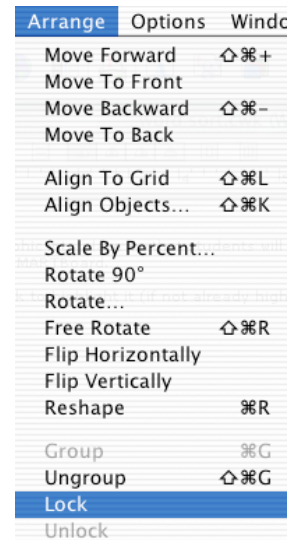 Arrange Options Windo
Move Forward ⇧⌘+
Move To Front
Move Backward ⇧⌘–
Move To Back
Align To Grid ⇧⌘L
Align Objects... ⇧⌘K
Scale By Percent...
Rotate 90°
Rotate...
Free Rotate ⇧⌘R
Flip Horizontally
Flip Vertically
Reshape ⌘R
Group ⌘G
Ungroup ⇧⌘G
Lock
Unlock